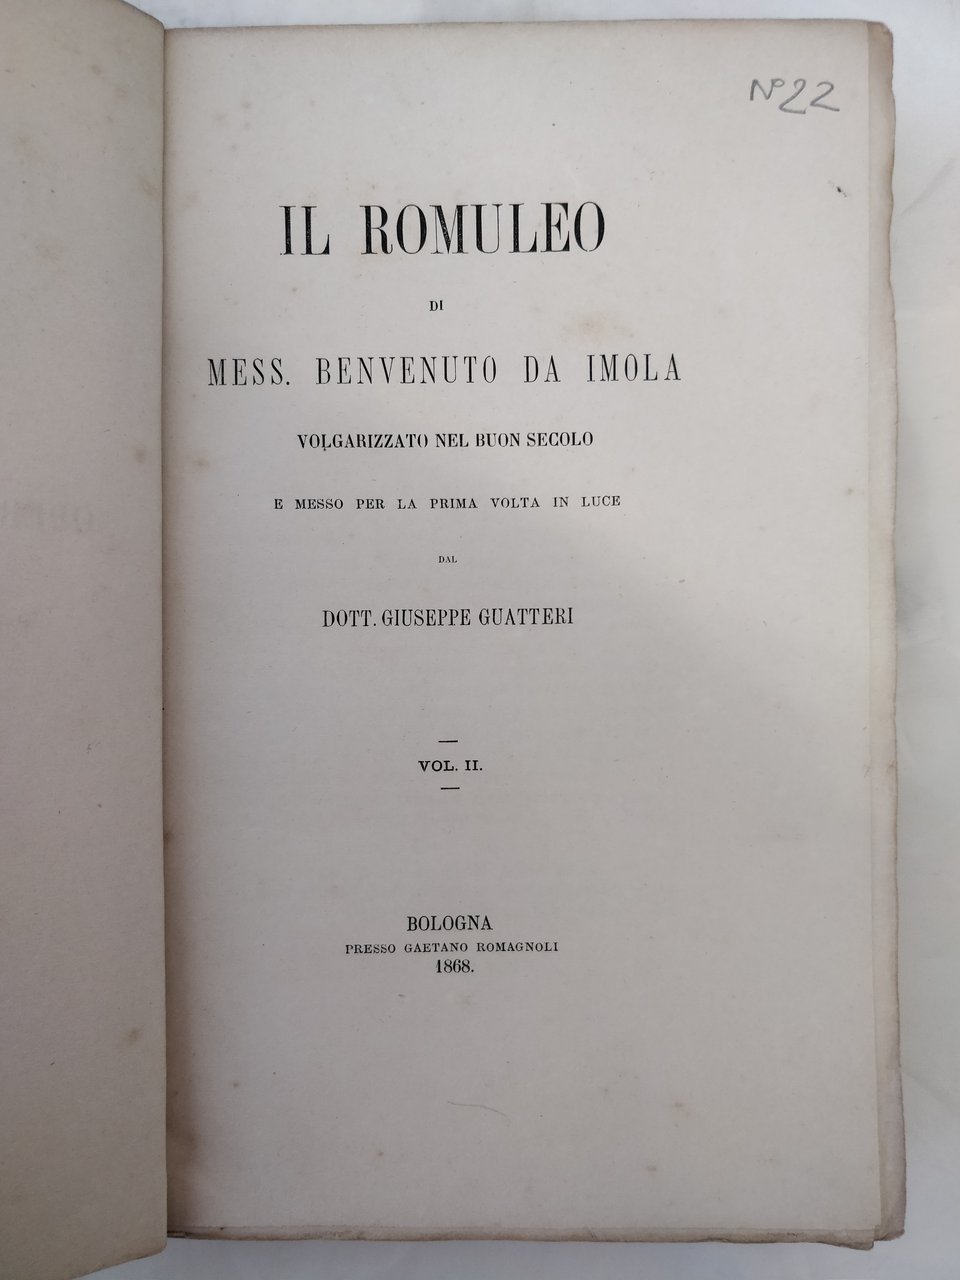 Nº 22
IL ROMULEO
DI
MESS. BENVENUTO DA IMOLA
VOLGARIZZATO NEL BUON SECOLO
E MESSO PER LA PRIMA VOLTA IN LUCE
DAL
DOTT. GIUSEPPE GUATTERI
VOL. II.
BOLOGNA
PRESSO GAETANO ROMAGNOLI
1868.